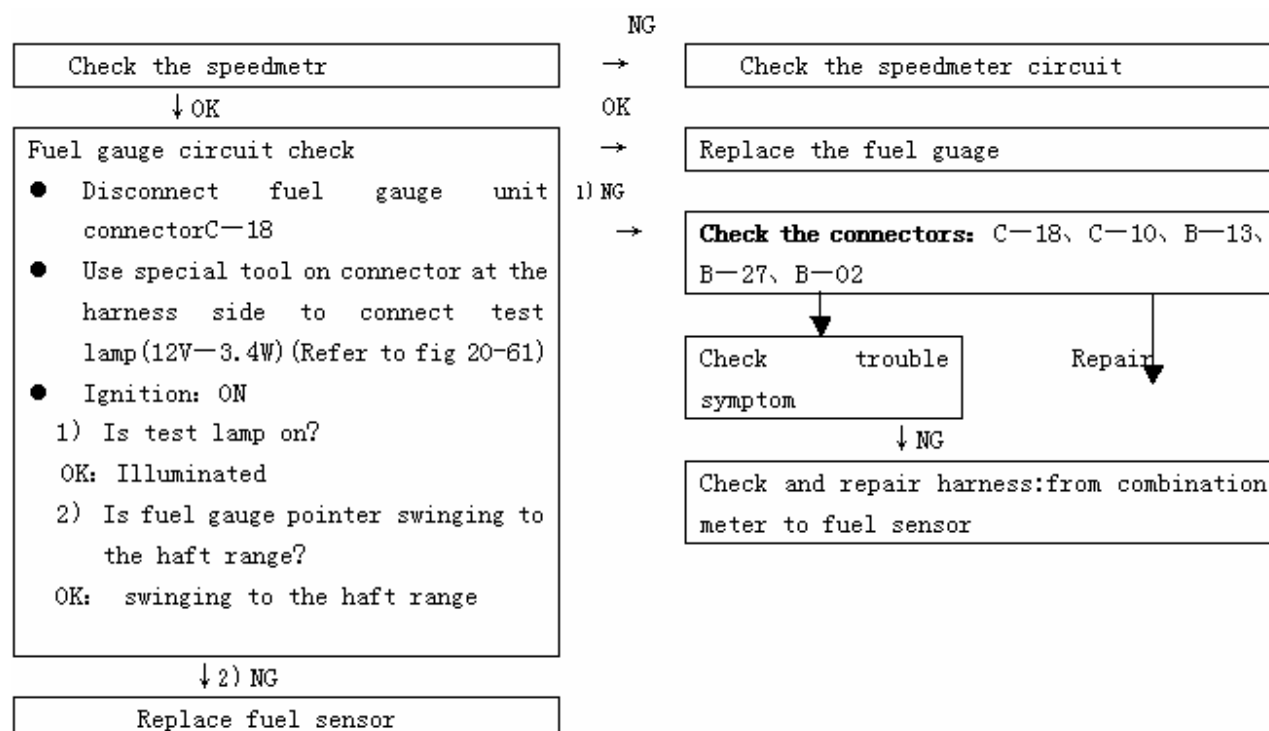 NG
Check the speedmetr
→
Check the speedmeter circuit
↓OK
OK
Fuel gauge circuit check
→
Replace the fuel guage
● Disconnect fuel gauge unit
connectorC—18
1) NG
→
Check the connectors: C—18、C—10、B—13、
B—27、B—02
● Use special tool on connector at the
harness side to connect test
lamp(12V—3.4W)(Refer to fig 20-61)
● Ignition: ON
1) Is test lamp on?
OK: Illuminated
2) Is fuel gauge pointer swinging to
the haft range?
OK: swinging to the haft range
Check trouble
symptom
Repair
↓ NG
Check and repair harness:from combination
meter to fuel sensor
↓2) NG
Replace fuel sensor